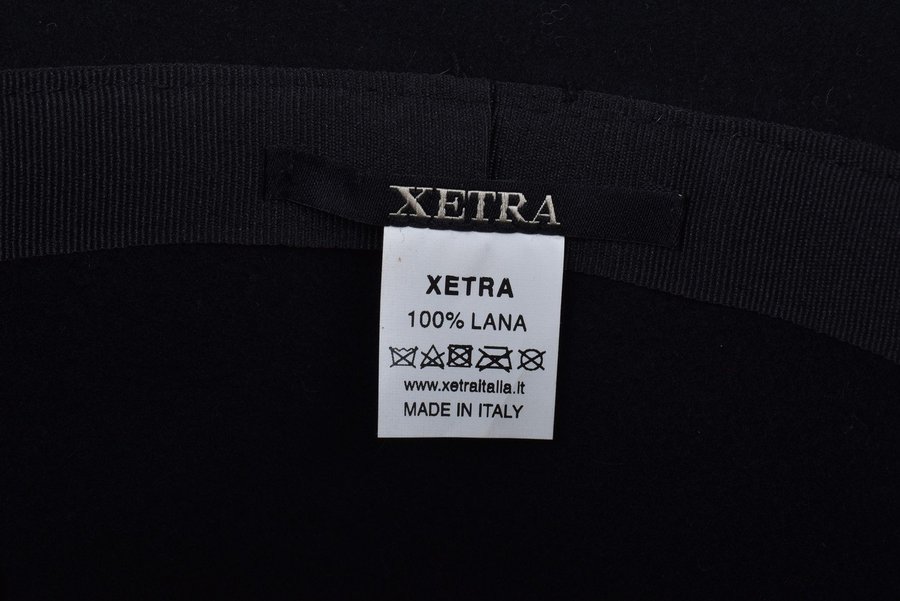 XETRA
XETRA
100% LANA
www.xetraitalia.it
MADE IN ITALY